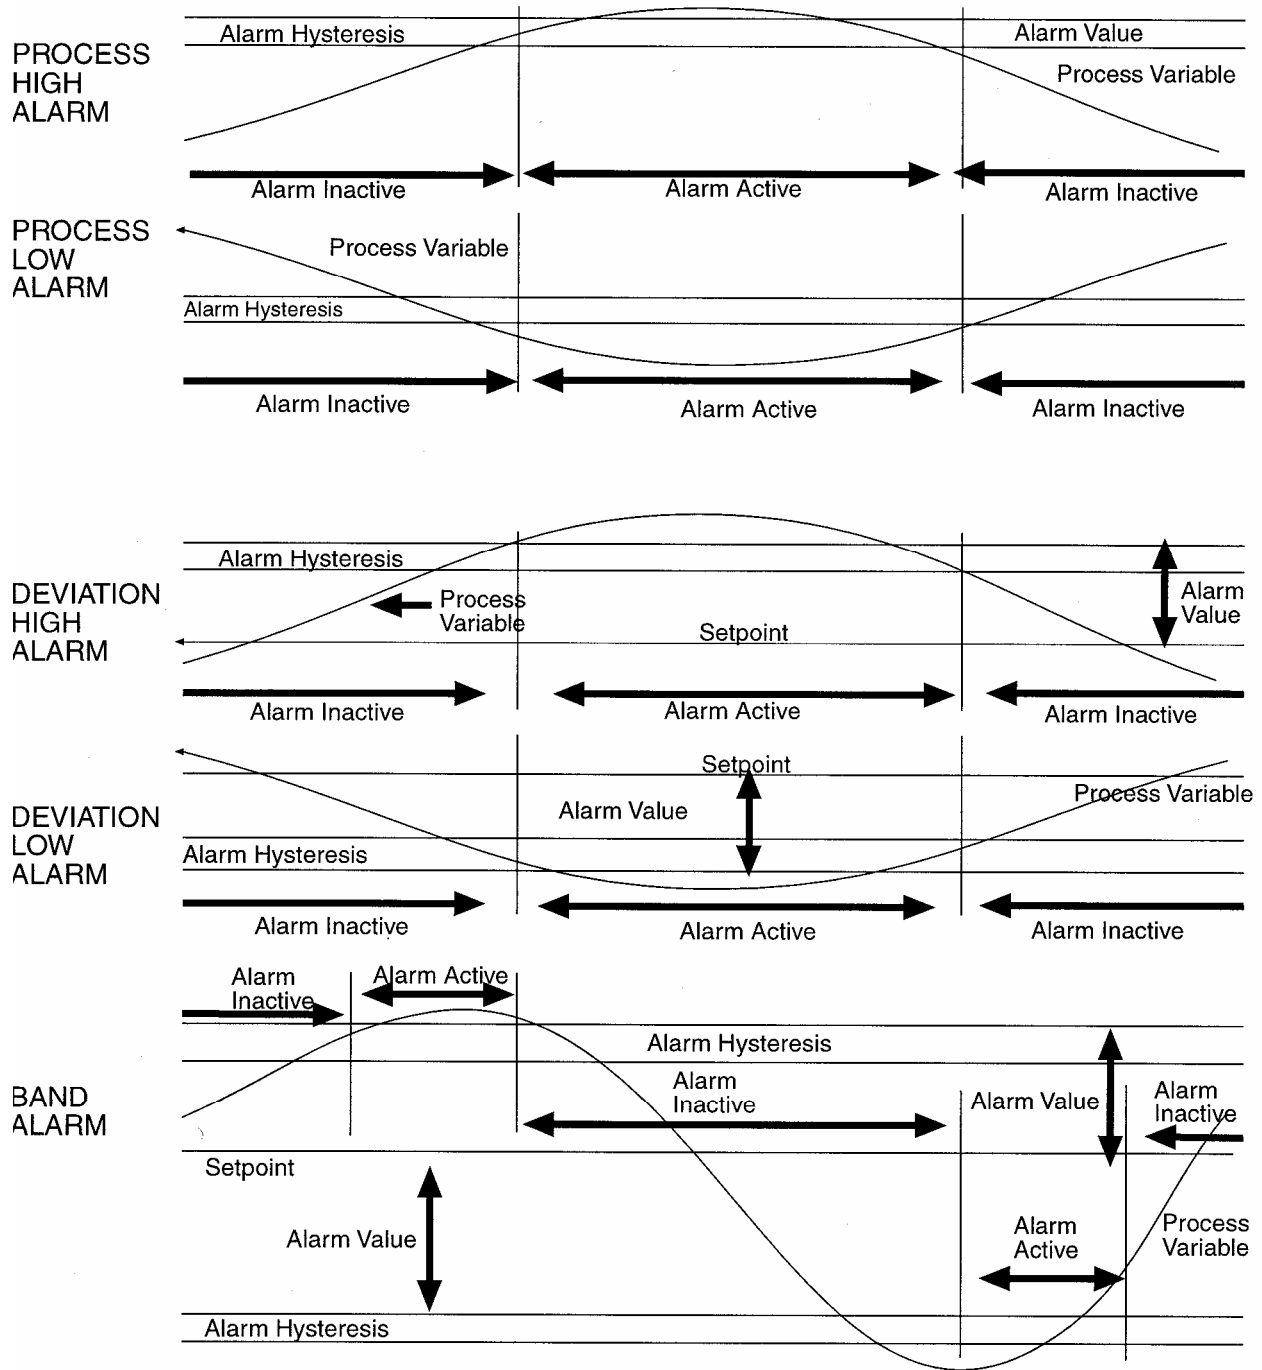 PROCESS
HIGH
ALARM
Alarm Hysteresis
Alarm Value
Process Variable
Alarm Inactive
Alarm Active
Alarm Inactive
PROCESS
LOW
ALARM
Process Variable
Alarm Hysteresis
Alarm Inactive
Alarm Active
Alarm Inactive
DEVIATION
HIGH
ALARM
Alarm Hysteresis
Process
Variable
Setpoint
Alarm
Value
Alarm Inactive
Alarm Active
Alarm Inactive
DEVIATION
LOW
ALARM
Setpoint
Alarm Value
Process Variable
Alarm Hysteresis
Alarm Inactive
Alarm Active
Alarm Inactive
BAND
ALARM
Alarm
Inactive
Alarm Active
Alarm Hysteresis
Alarm
Inactive
Alarm Value
Alarm
Inactive
Setpoint
Alarm Value
Alarm
Active
Process
Variable
Alarm Hysteresis